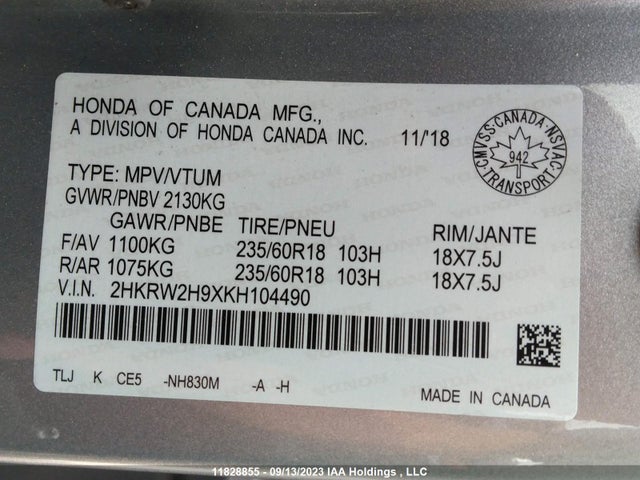 HONDA OF CANADA MFG.,
A DIVISION OF HONDA CANADA INC. 11/'18
CMVSS·CANADA·NSVAC
942
·TRANSPORT·
TYPE: MPV/VTUM
GVWR/PNBV 2130KG
GAWR/PNBE TIRE/PNEU RIM/JANTE
F/AV 1100KG 235/60R18 103H 18X7.5J
R/AR 1075KG 235/60R18 103H 18X7.5J
V.I.N. 2HKRW2H9XKH104490
TLJ K CE5 -NH830M -A -H
MADE IN CANADA
11828855 - 09/13/2023 IAA Holdings , LLC